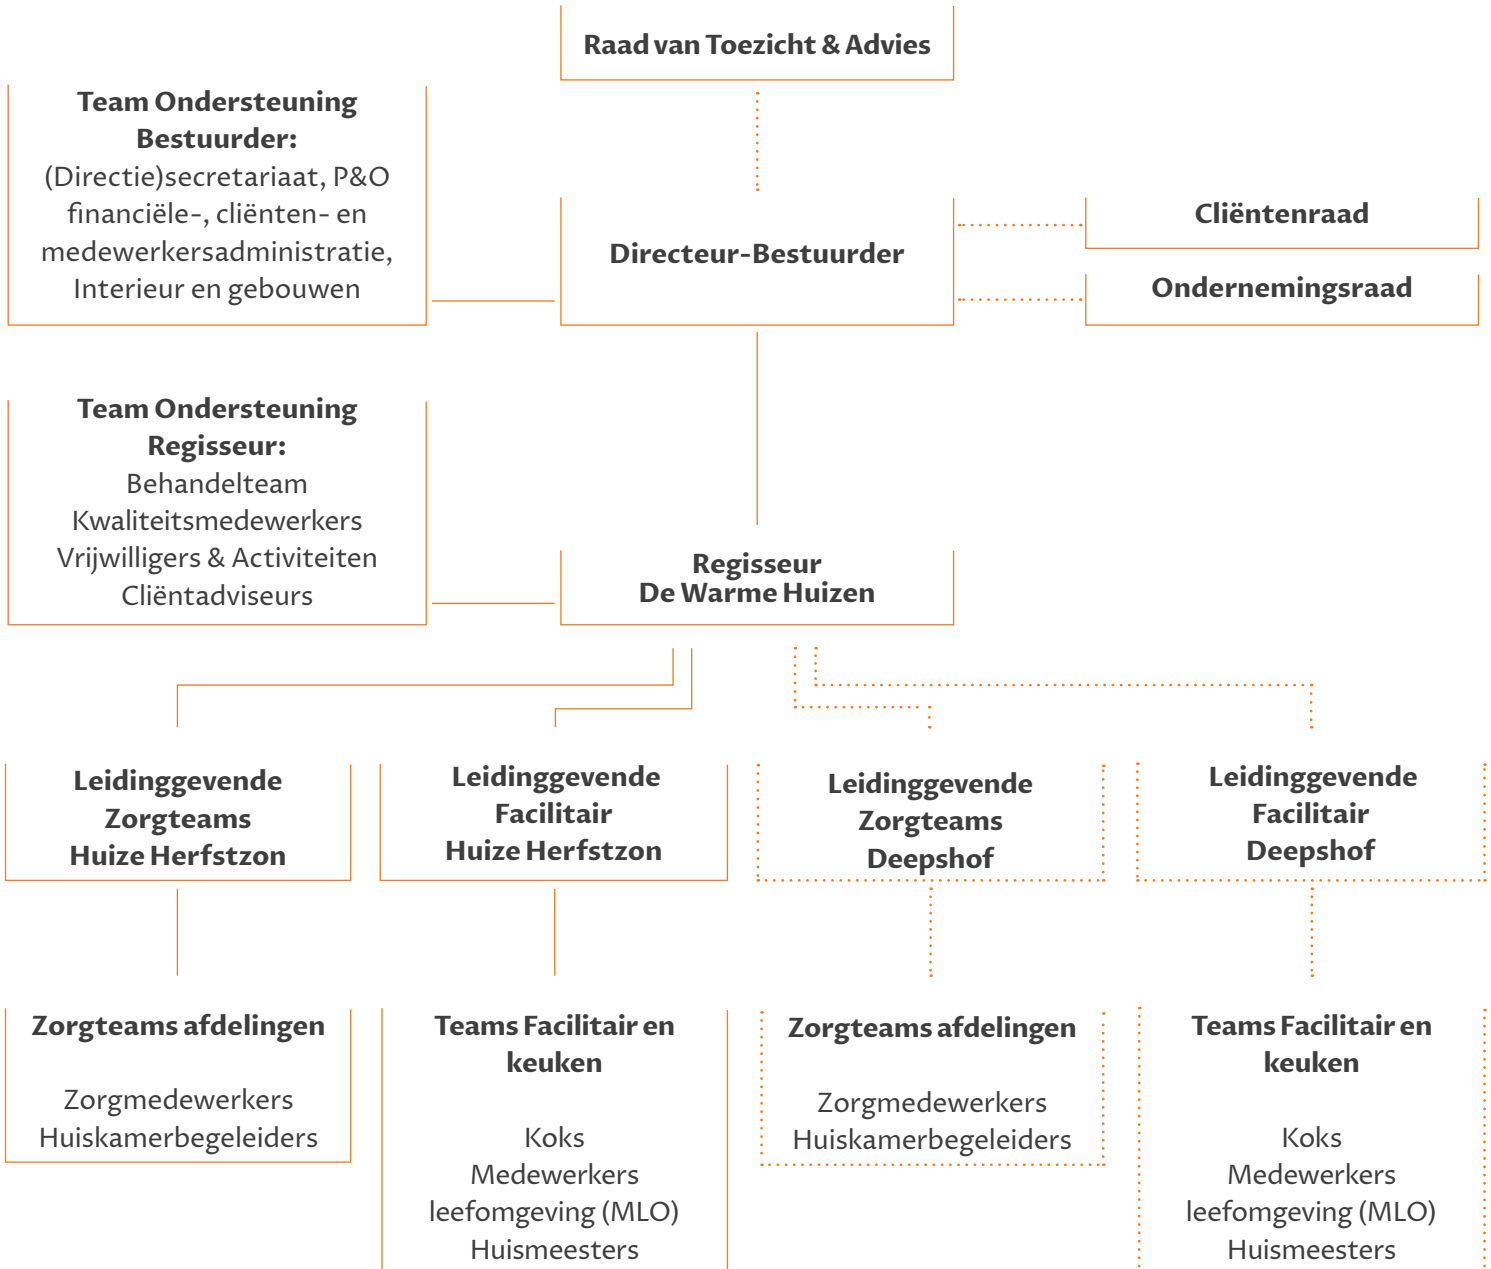 Raad van Toezicht & Advies
Team Ondersteuning
Bestuurder:
(Directie)secretariaat, P&O
financiële-, cliënten- en
medewerkersadministratie,
Interieur en gebouwen
Directeur-Bestuurder
Cliëntenraad
Ondernemingsraad
Team Ondersteuning
Regisseur:
Behandelteam
Kwaliteitsmedewerkers
Vrijwilligers & Activiteiten
Cliëntadviseurs
Regisseur
De Warme Huizen
Leidinggevende
Zorgteams
Huize Herfstzon
Leidinggevende
Facilitair
Huize Herfstzon
Leidinggevende
Zorgteams
Deepshof
Leidinggevende
Facilitair
Deepshof
Zorgteams afdelingen
Zorgmedewerkers
Huiskamerbegeleiders
Teams Facilitair en
keuken
Koks
Medewerkers
leefomgeving (MLO)
Huismeesters
Zorgteams afdelingen
Zorgmedewerkers
Huiskamerbegeleiders
Teams Facilitair en
keuken
Koks
Medewerkers
leefomgeving (MLO)
Huismeesters